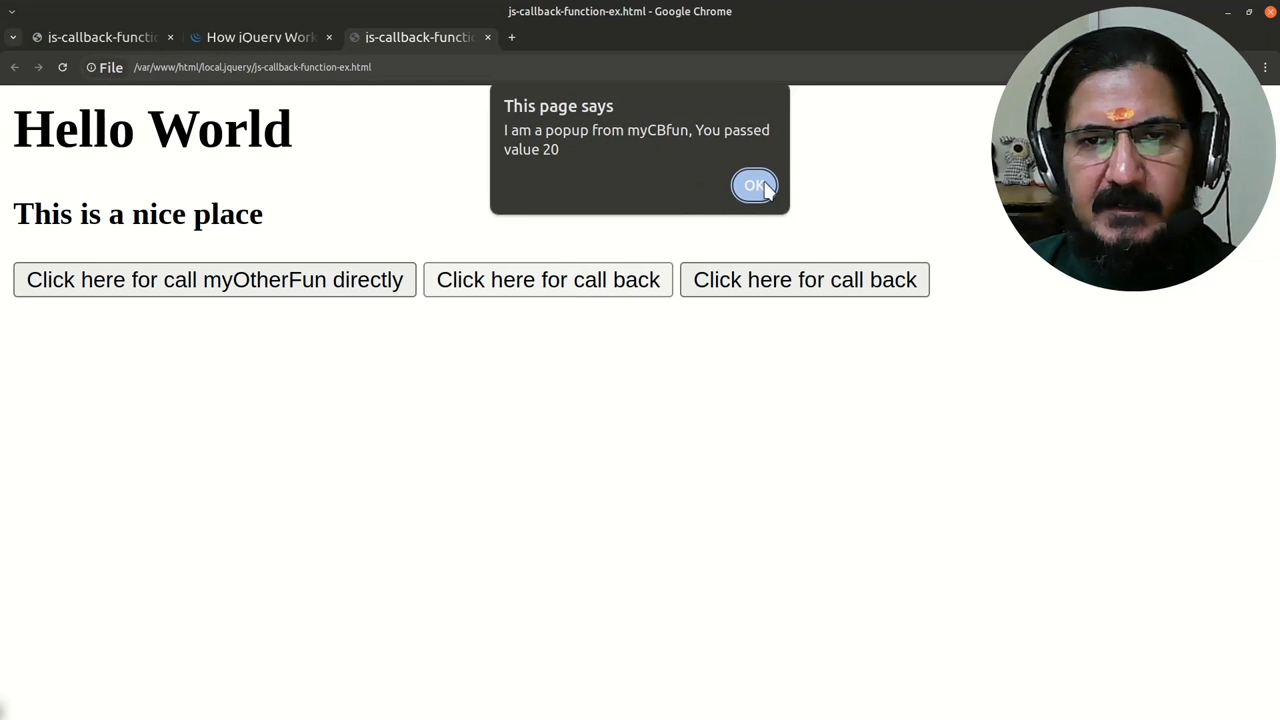 js-callback-function-ex.html - Google Chrome
js-callback-functi
How jQuery Work
js-callback-functi
File
/var/www/html/local.jquery/js-callback-function-ex.html
This page says
I am a popup from myCBfun, You passed
value 20
OK
Hello World
This is a nice place
Click here for call myOtherFun directly
Click here for call back
Click here for call back